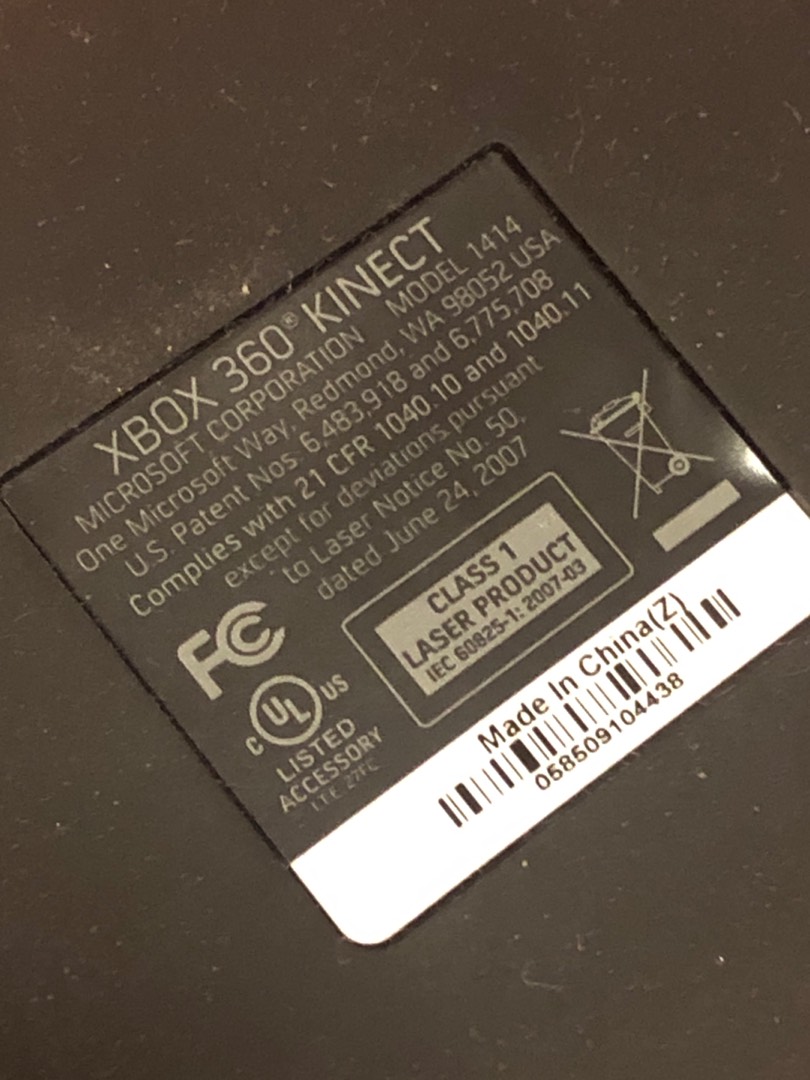 XBOX 360® KINECT
MICROSOFT CORPORATION MODEL 1414
One Microsoft Way, Redmond, WA 98052 USA
U.S. Patent Nos. 6,483,918 and 6,775,708
Complies with 21 CFR 1040.10 and 1040.11
except for deviations pursuant
to Laser Notice No. 50,
dated June 24, 2007
FC
C UL US
LISTED
ACCESSORY
I.T.E. 27FC
CLASS 1
LASER PRODUCT
IEC 60825-1: 2007-03
Made In China(Z)
058509104438